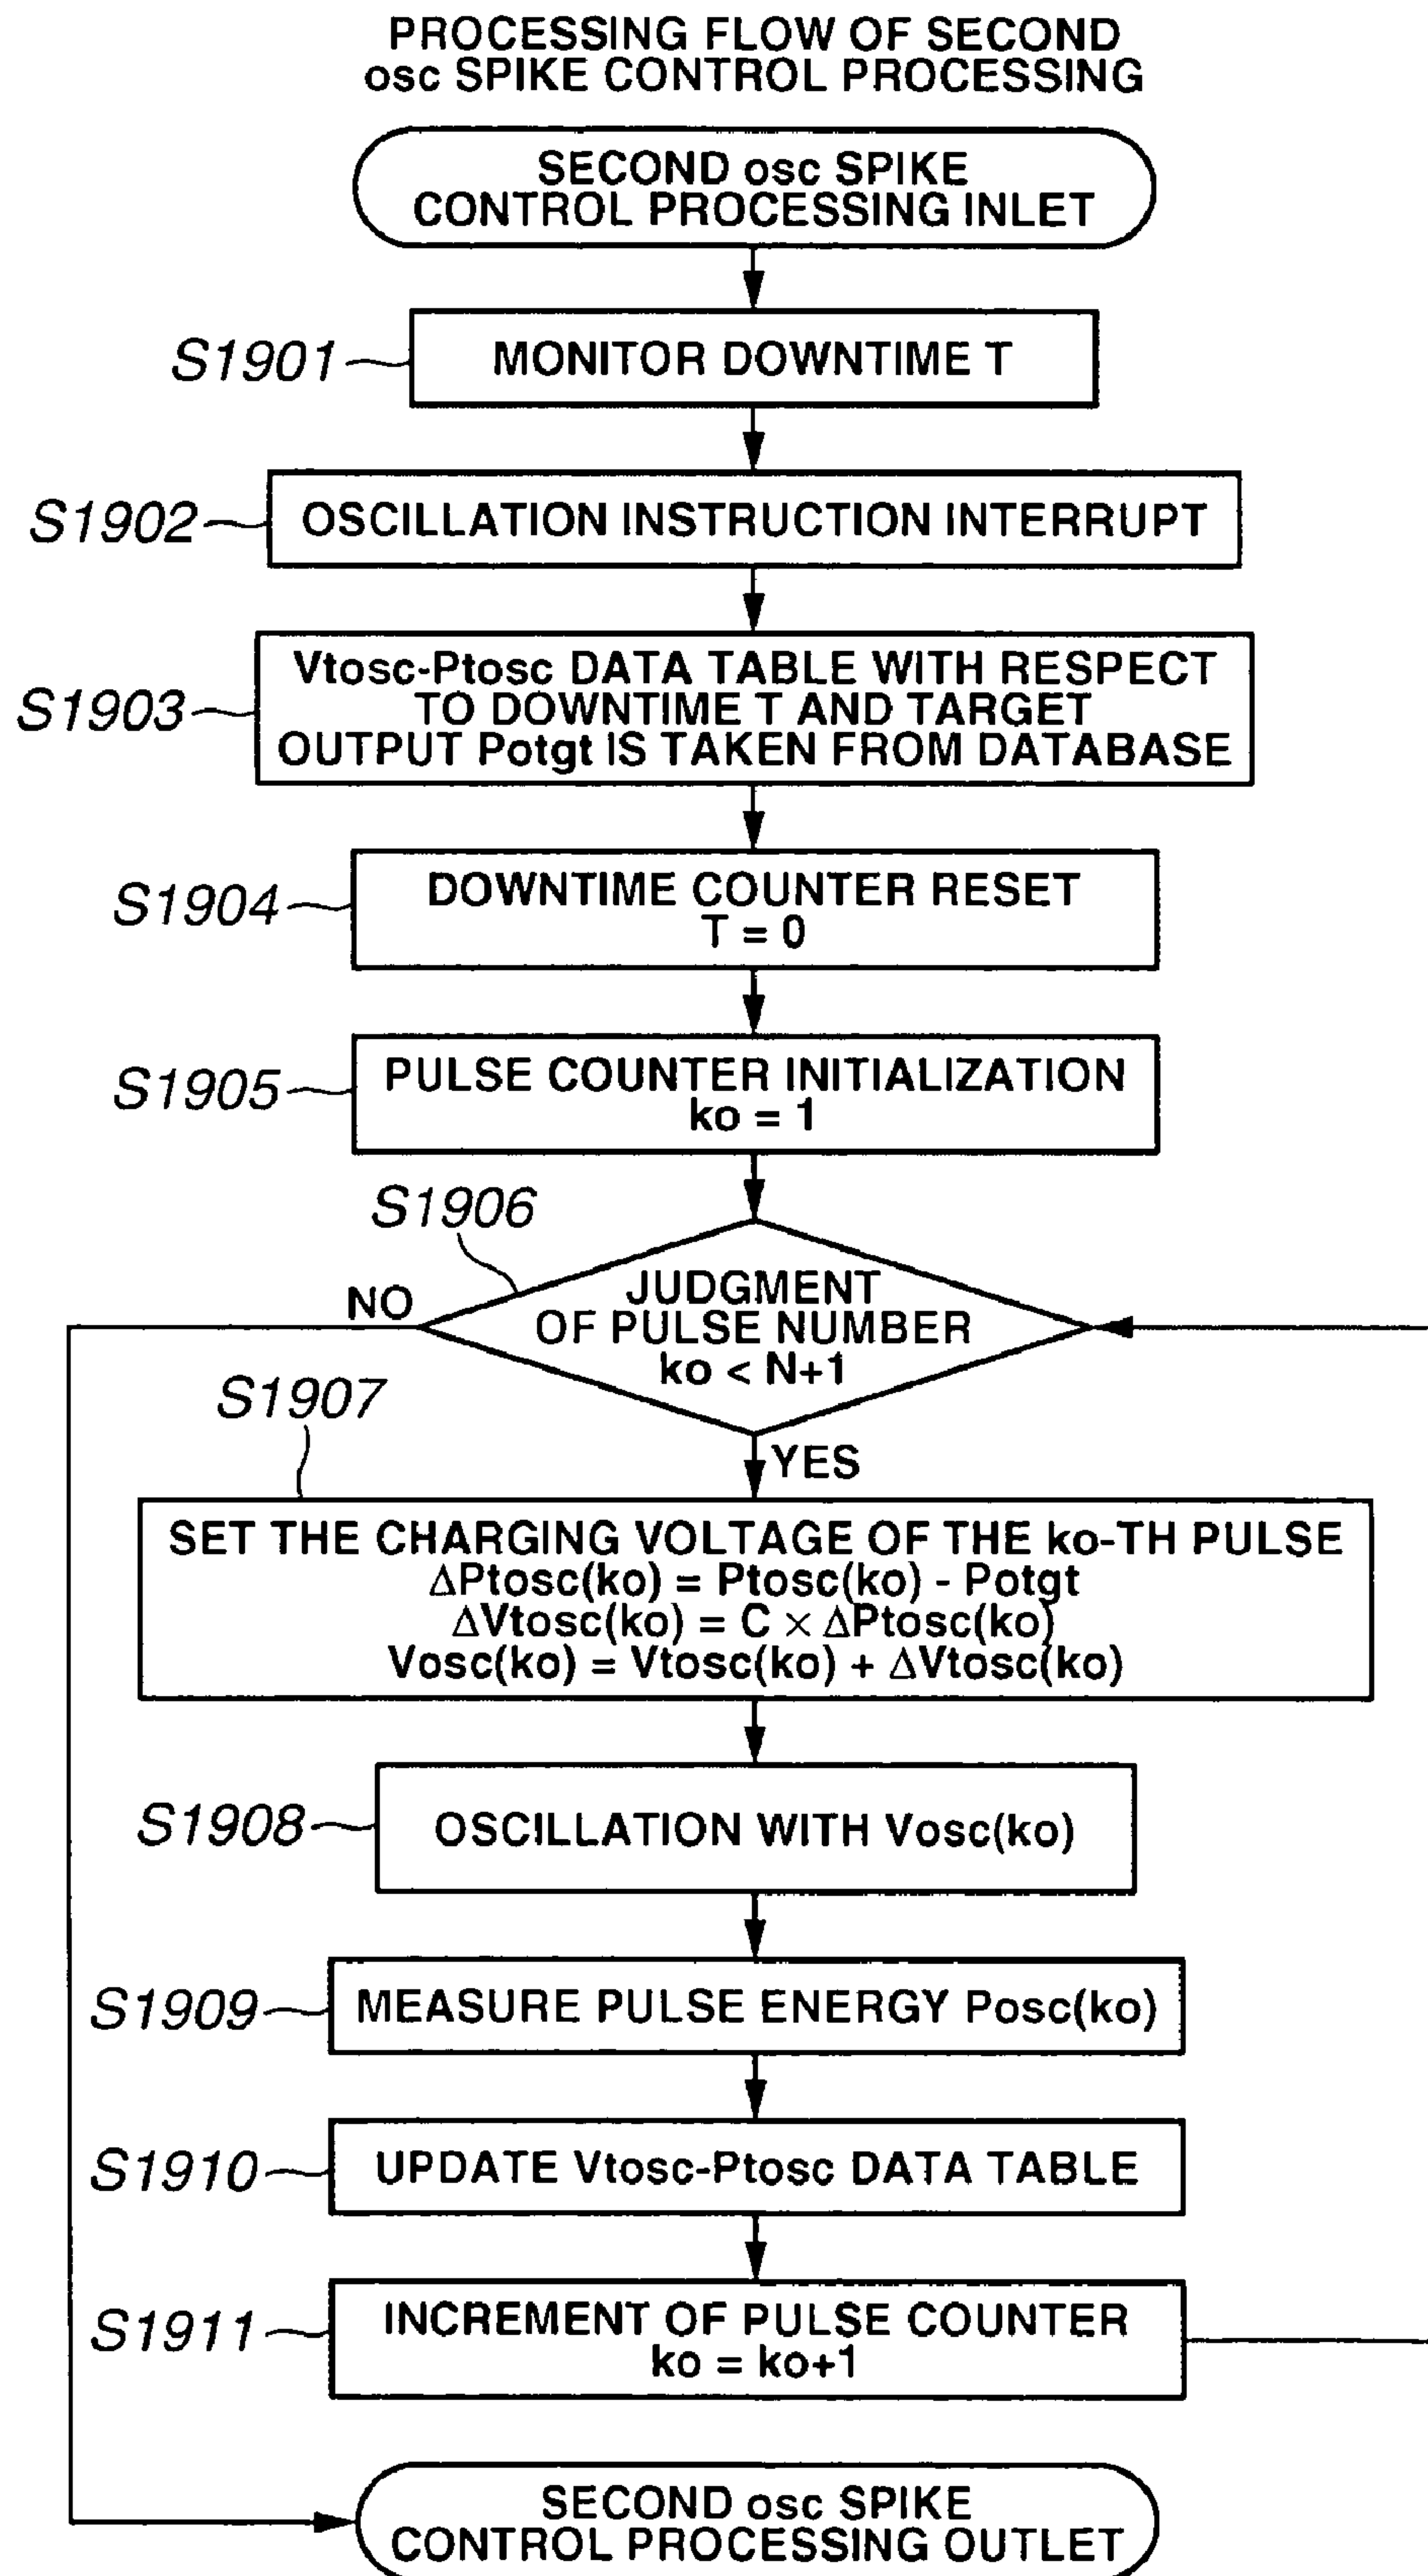 PROCESSING FLOW OF SECOND
osc SPIKE CONTROL PROCESSING
SECOND osc SPIKE
CONTROL PROCESSING INLET
S1901
MONITOR DOWNTIME T
S1902
OSCILLATION INSTRUCTION INTERRUPT
S1903
Vtosc-Ptosc DATA TABLE WITH RESPECT
TO DOWNTIME T AND TARGET
OUTPUT Potgt IS TAKEN FROM DATABASE
S1904
DOWNTIME COUNTER RESET
T = 0
S1905
PULSE COUNTER INITIALIZATION
ko = 1
S1906
NO
JUDGMENT
OF PULSE NUMBER
ko < N+1
S1907
YES
SET THE CHARGING VOLTAGE OF THE ko-TH PULSE
ΔPtosc(ko) = Ptosc(ko) - Potgt
ΔVtosc(ko) = C × ΔPtosc(ko)
Vosc(ko) = Vtosc(ko) + ΔVtosc(ko)
S1908
OSCILLATION WITH Vosc(ko)
S1909
MEASURE PULSE ENERGY Posc(ko)
S1910
UPDATE Vtosc-Ptosc DATA TABLE
S1911
INCREMENT OF PULSE COUNTER
ko = ko+1
SECOND osc SPIKE
CONTROL PROCESSING OUTLET